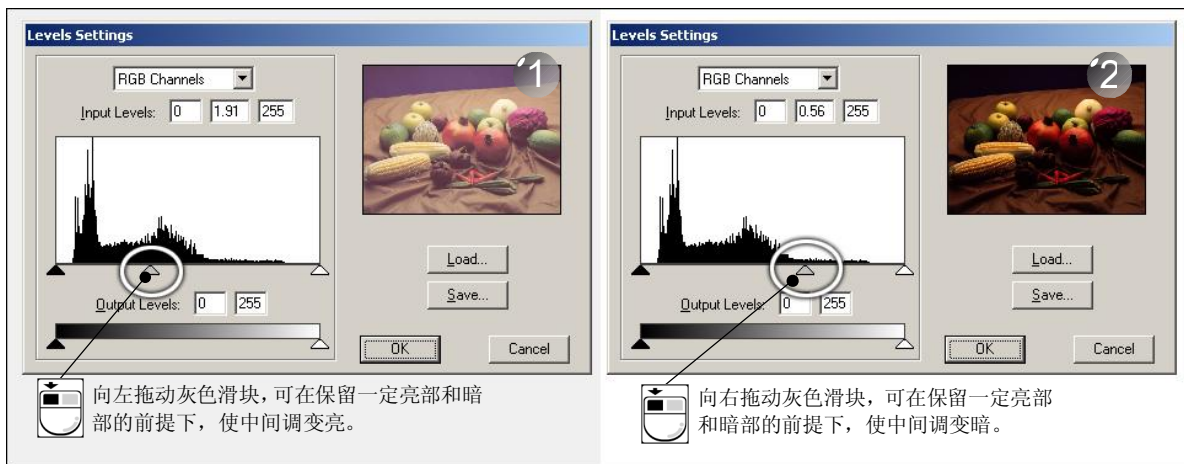 Levels Settings
1
RGB Channels
Input Levels: 0 1.91 255
Load...
Output Levels: 0 255
Save...
OK
Cancel
向左拖动灰色滑块，可在保留一定亮部和暗
部的前提下，使中间调变亮。
Levels Settings
2
RGB Channels
Input Levels: 0 0.56 255
Load...
Output Levels: 0 255
Save...
OK
Cancel
向右拖动灰色滑块，可在保留一定亮部
和暗部的前提下，使中间调变暗。